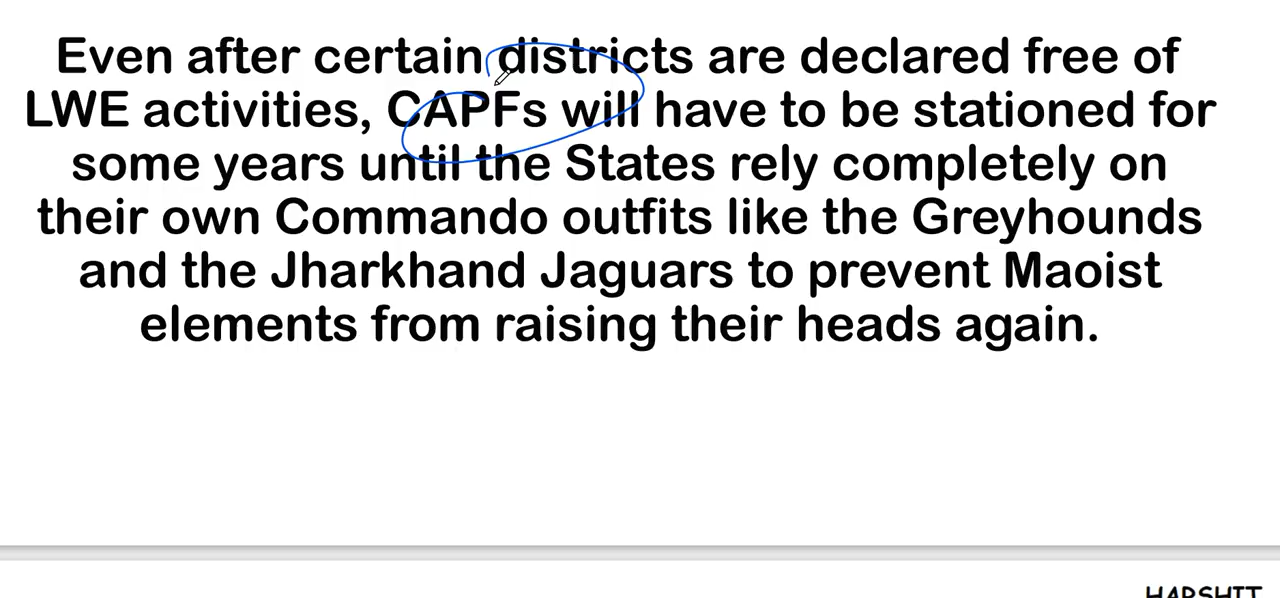 Even after certain districts are declared free of
LWE activities, CAPFs will have to be stationed for
some years until the States rely completely on
their own Commando outfits like the Greyhounds
and the Jharkhand Jaguars to prevent Maoist
elements from raising their heads again.
HARSHIT